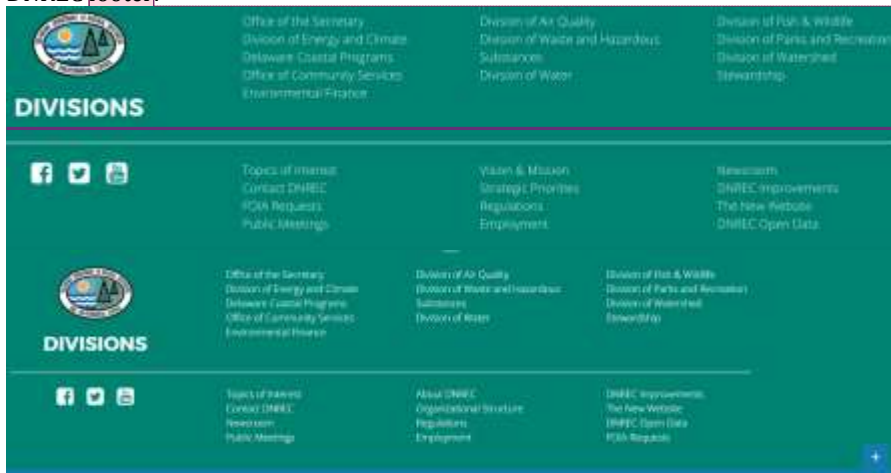 DNREC footer:
Office of the Secretary
Division of Energy and Climate
Delaware Coastal Programs
Office of Community Services
Environmental Finance
Division of Air Quality
Division of Waste and Hazardous
Substances
Division of Water
Division of Fish & Wildlife
Division of Parks and Recreation
Division of Watershed
Stewardship
DIVISIONS
Topics of Interest
Contact DNREC
FOIA Requests
Public Meetings
Vision & Mission
Strategic Priorities
Regulations
Employment
Newsroom
DNREC Improvements
The New Website
DNREC Open Data
Office of the Secretary
Division of Energy and Climate
Delaware Coastal Programs
Office of Community Services
Environmental Finance
Division of Air Quality
Division of Waste and Hazardous
Substances
Division of Water
Division of Fish & Wildlife
Division of Parks and Recreation
Division of Watershed
Stewardship
DIVISIONS
Topics of Interest
Contact DNREC
Newsroom
Public Meetings
About DNREC
Organizational Structure
Regulations
Employment
DNREC Improvements
The New Website
DNREC Open Data
FOIA Requests
+